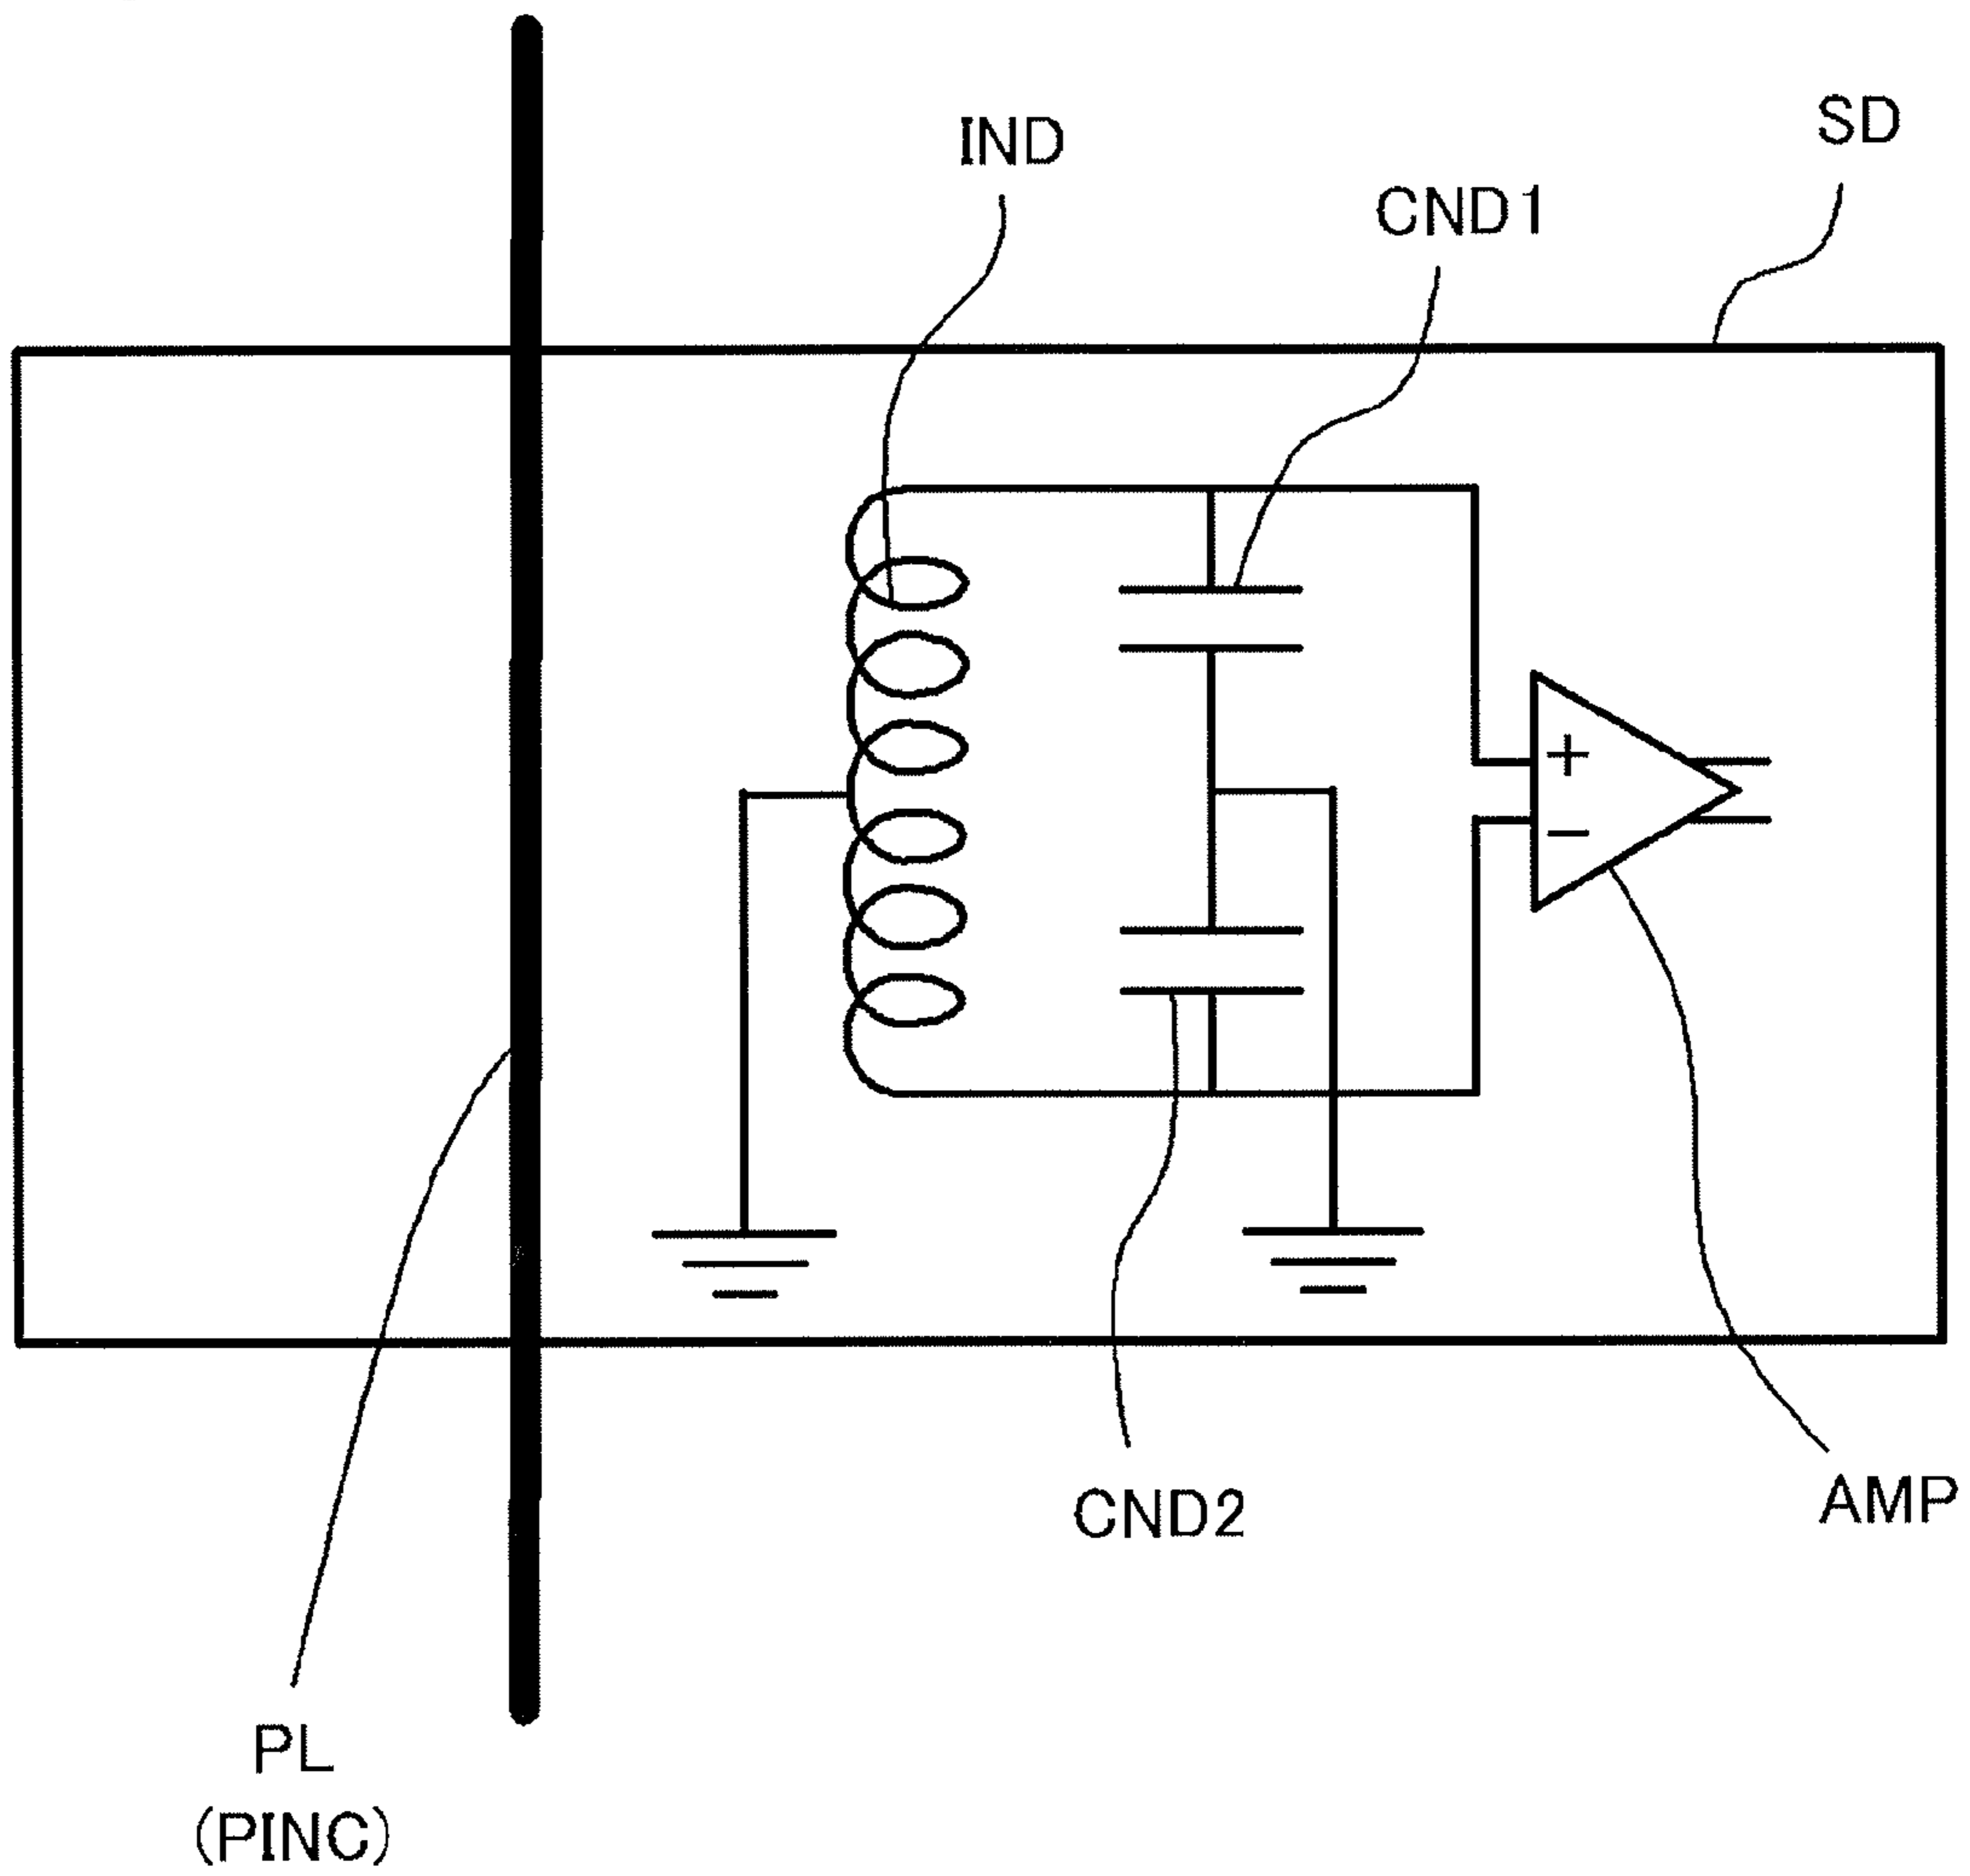 SD
IND
CND1
+
−
CND2
AMP
PL
(PINC)